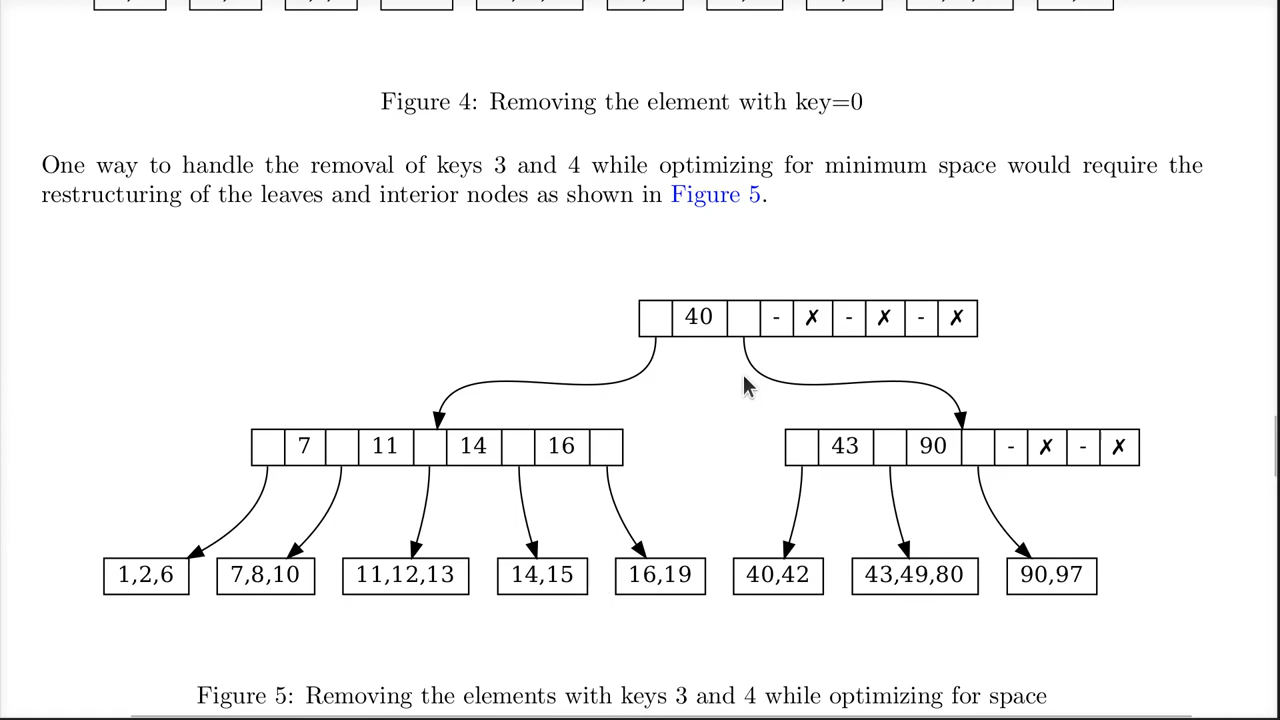 Figure 4: Removing the element with key=0
One way to handle the removal of keys 3 and 4 while optimizing for minimum space would require the
restructuring of the leaves and interior nodes as shown in Figure 5.
40 - ✗ - ✗ - ✗
7 11 14 16 43 90 - ✗ - ✗
1,2,6 7,8,10 11,12,13 14,15 16,19 40,42 43,49,80 90,97
Figure 5: Removing the elements with keys 3 and 4 while optimizing for space